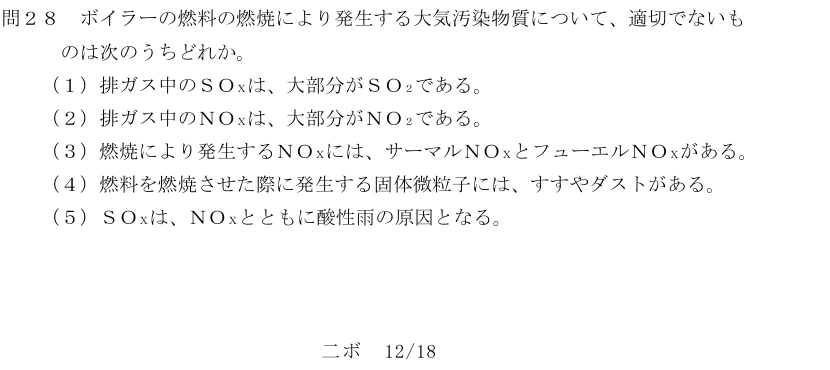 問２８　ボイラーの燃料の燃焼により発生する大気汚染物質について、適切でないも
のは次のうちどれか。
（１）排ガス中のＳＯxは、大部分がＳＯ₂である。
（２）排ガス中のＮＯxは、大部分がＮＯ₂である。
（３）燃焼により発生するＮＯxには、サーマルＮＯxとフューエルＮＯxがある。
（４）燃料を燃焼させた際に発生する固体微粒子には、すすやダストがある。
（５）ＳＯxは、ＮＯxとともに酸性雨の原因となる。
二ボ　12/18